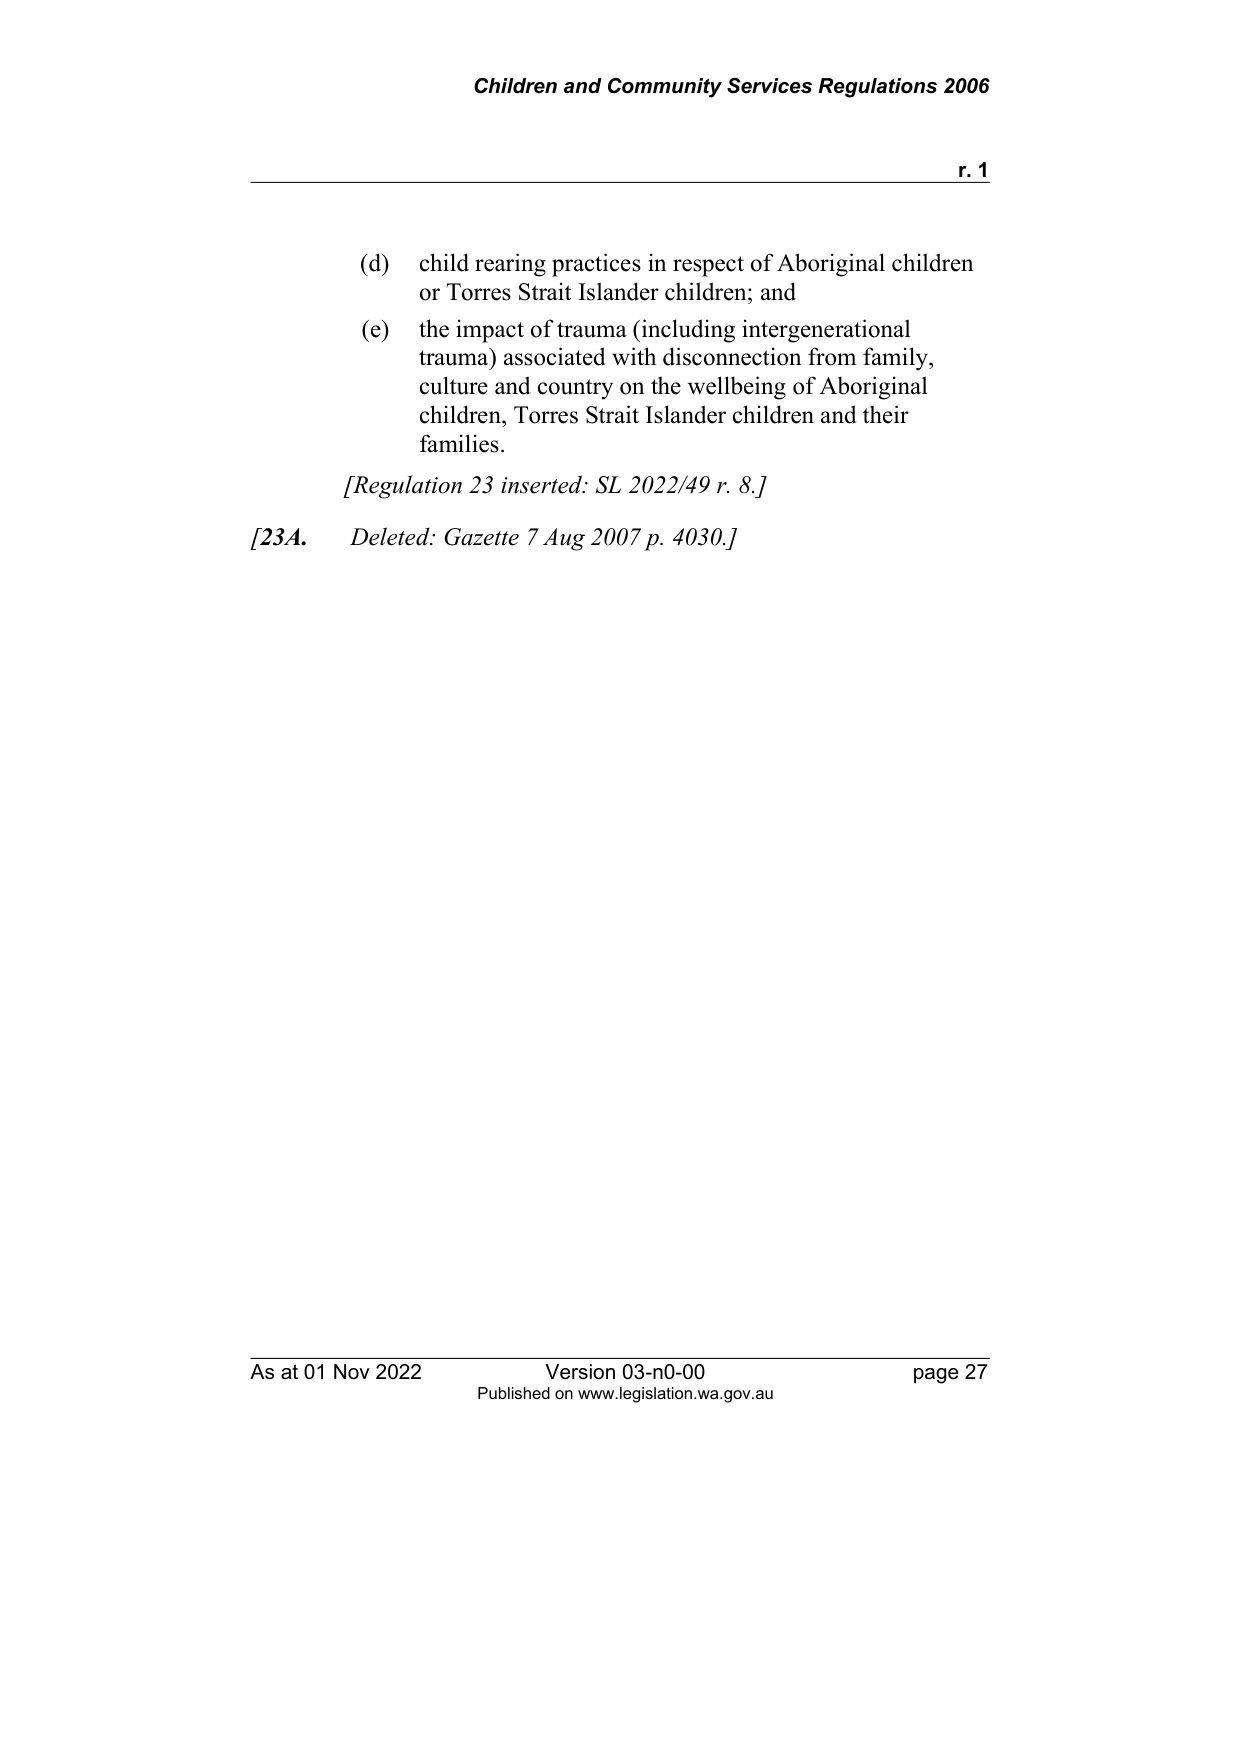 Children and Community Services Regulations 2006
r. 1
(d) child rearing practices in respect of Aboriginal children
or Torres Strait Islander children; and
(e) the impact of trauma (including intergenerational
trauma) associated with disconnection from family,
culture and country on the wellbeing of Aboriginal
children, Torres Strait Islander children and their
families.
[Regulation 23 inserted: SL 2022/49 r. 8.]
[23A. Deleted: Gazette 7 Aug 2007 p. 4030.]
As at 01 Nov 2022 Version 03-n0-00 page 27
Published on www.legislation.wa.gov.au